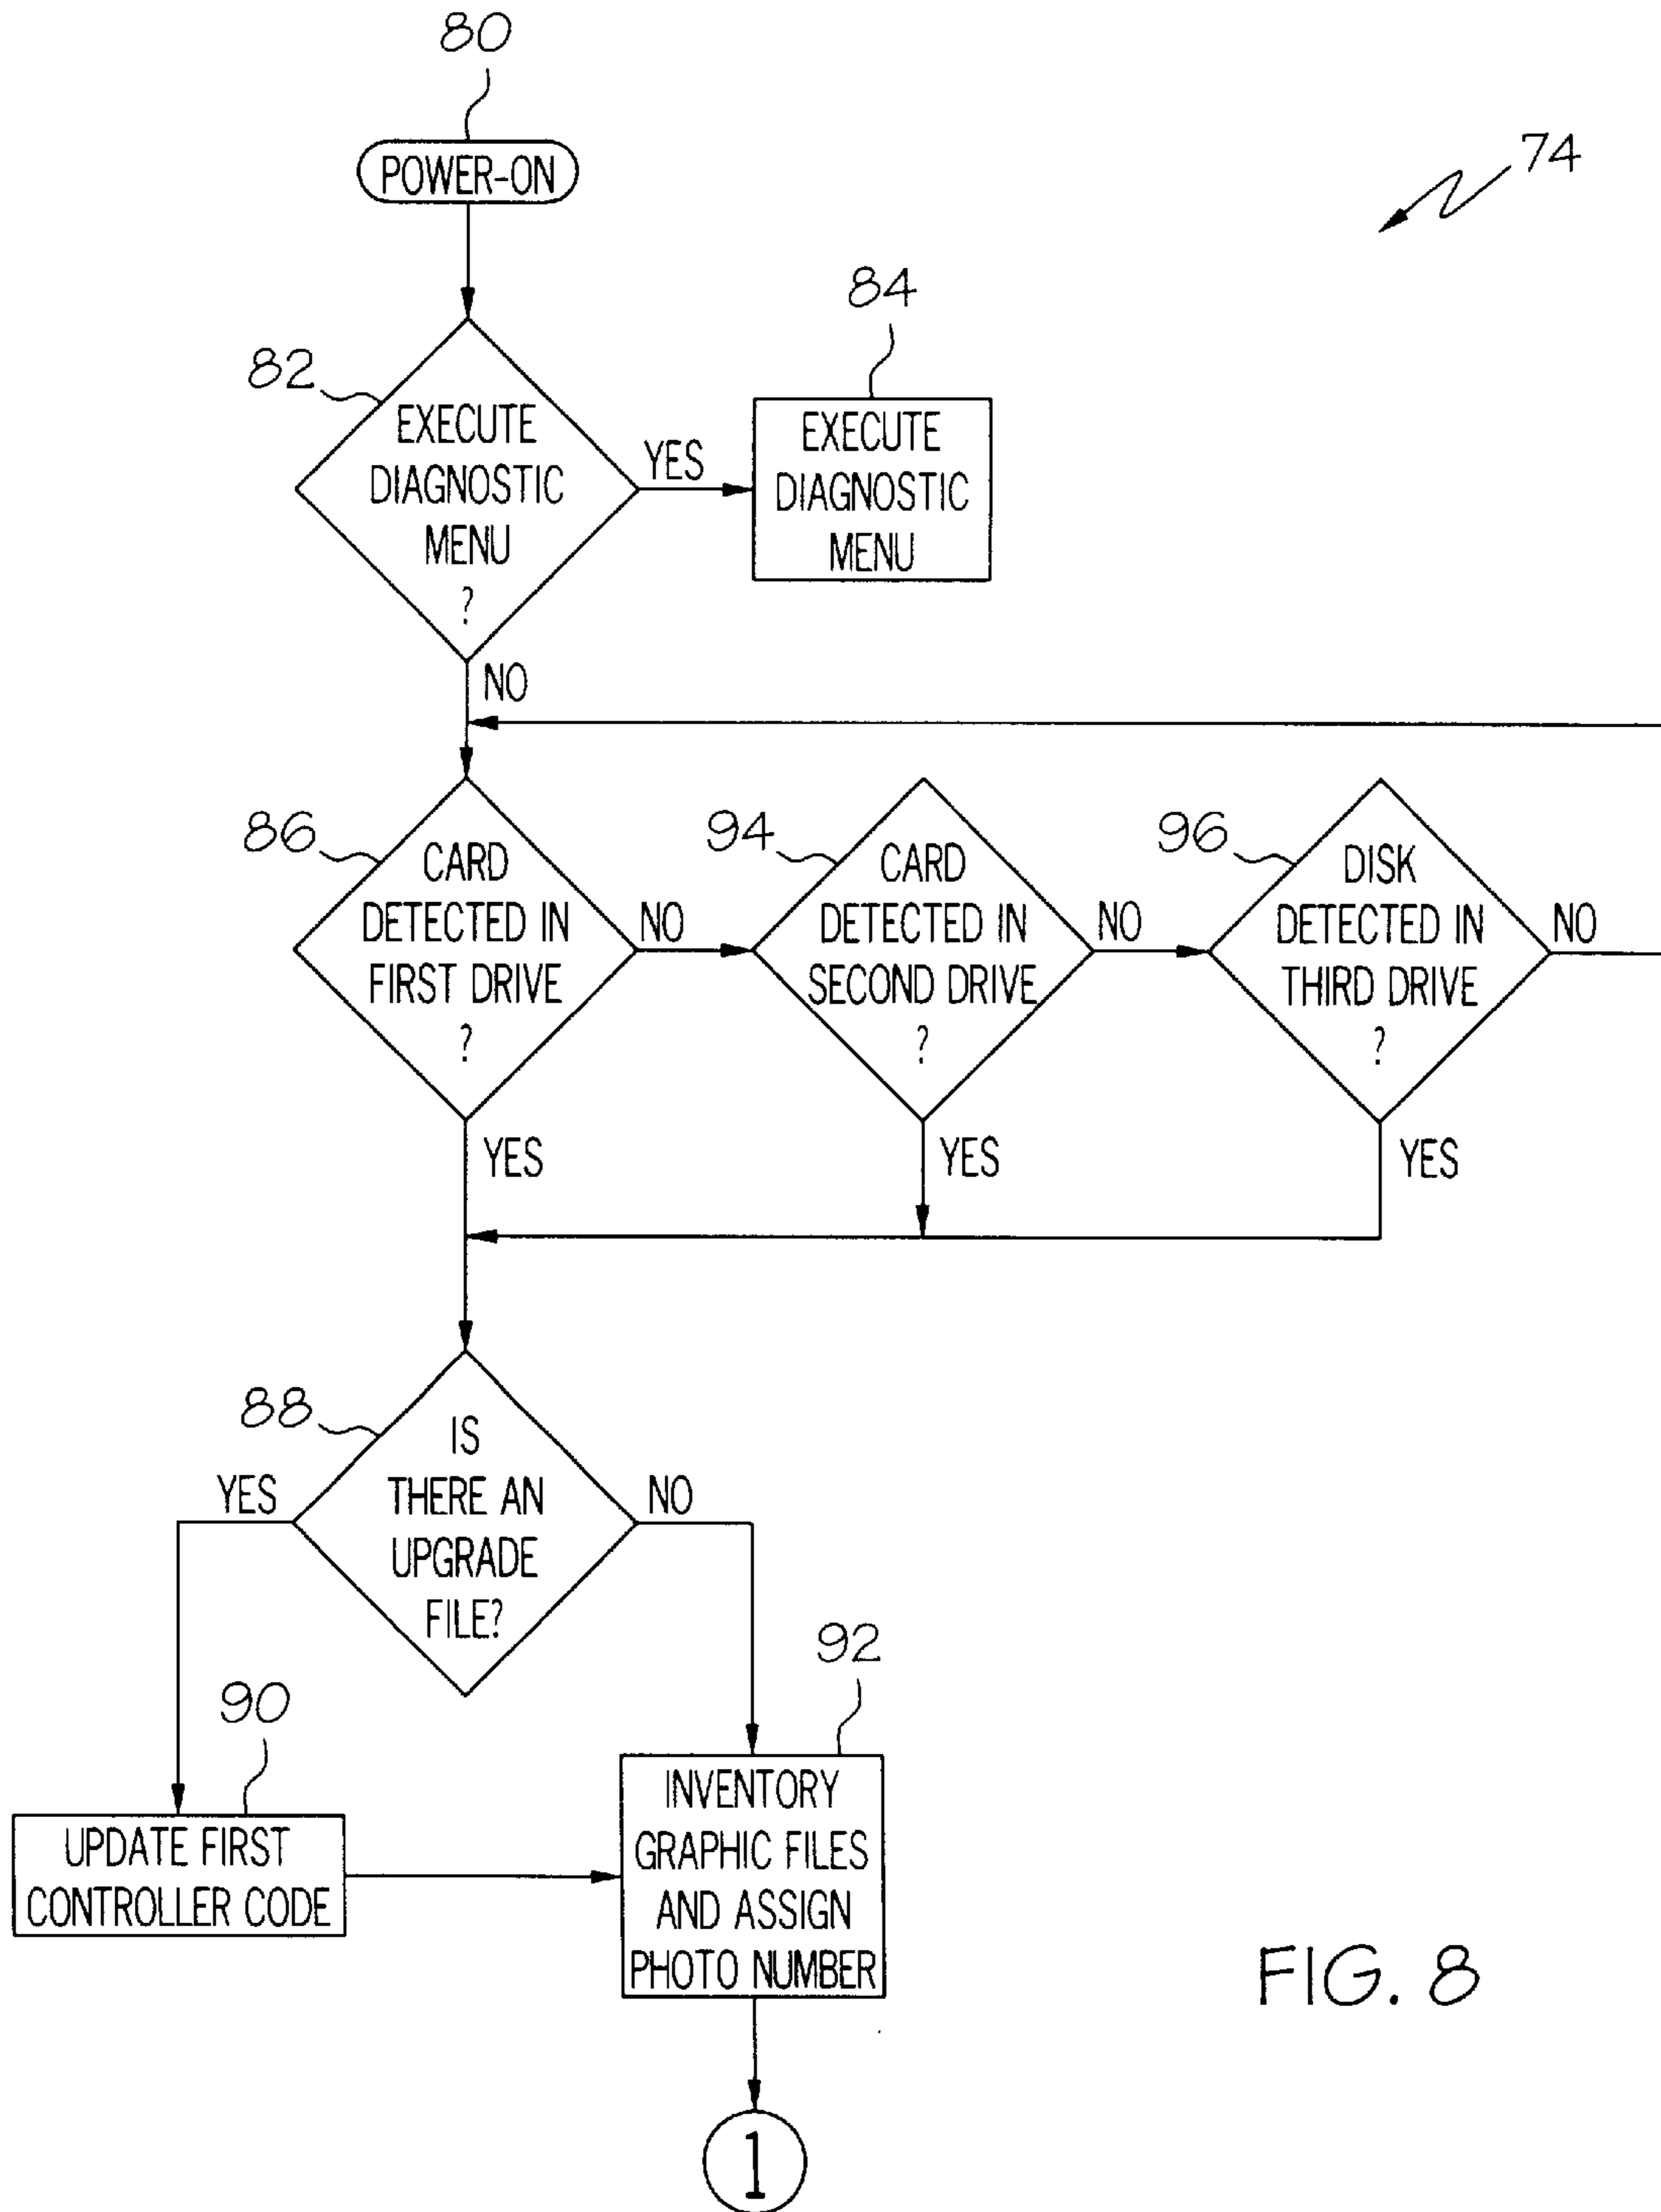 80
POWER-ON
74
82
EXECUTE
DIAGNOSTIC
MENU
?
YES
84
EXECUTE
DIAGNOSTIC
MENU
NO
86
CARD
DETECTED IN
FIRST DRIVE
?
NO
94
CARD
DETECTED IN
SECOND DRIVE
?
NO
96
DISK
DETECTED IN
THIRD DRIVE
?
NO
YES
YES
YES
88
IS
THERE AN
UPGRADE
FILE?
YES
NO
90
UPDATE FIRST
CONTROLLER CODE
92
INVENTORY
GRAPHIC FILES
AND ASSIGN
PHOTO NUMBER
1
FIG. 8